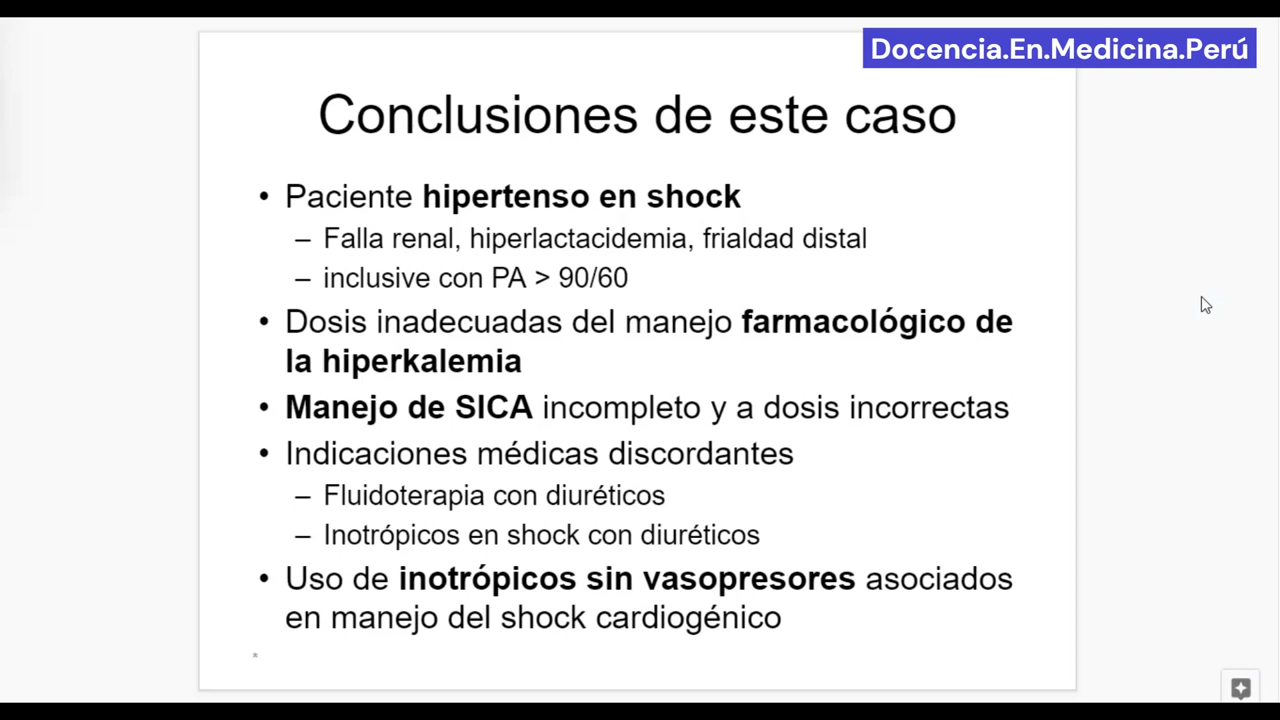 Docencia.En.Medicina.Perú
Conclusiones de este caso
• Paciente hipertenso en shock
– Falla renal, hiperlactacidemia, frialdad distal
– inclusive con PA > 90/60
• Dosis inadecuadas del manejo farmacológico de
la hiperkalemia
• Manejo de SICA incompleto y a dosis incorrectas
• Indicaciones médicas discordantes
– Fluidoterapia con diuréticos
– Inotrópicos en shock con diuréticos
• Uso de inotrópicos sin vasopresores asociados
en manejo del shock cardiogénico
*